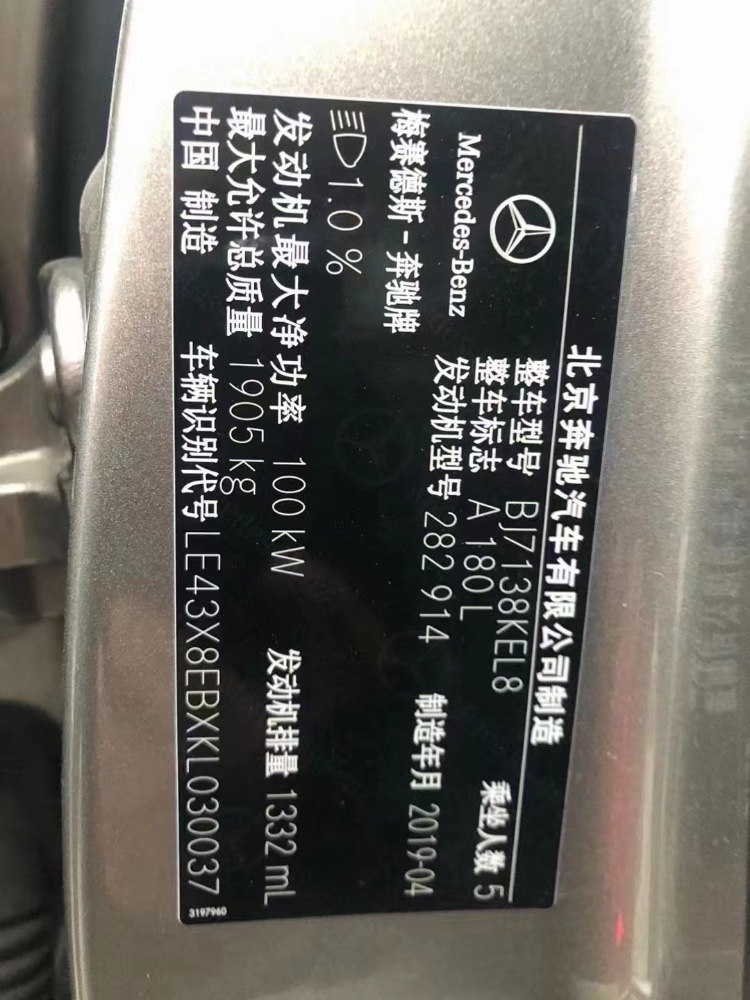 北京奔驰汽车有限公司制造
Mercedes-Benz
整车型号 BJ7138KEL8 乘坐人数 5
整车标志 A 180 L
梅赛德斯-奔驰牌 发动机型号 282 914 制造年月 2019-04
1.0 %
发动机最大净功率 100 kW 发动机排量 1332 mL
最大允许总质量 1905 kg
中国 制造 车辆识别代号 LE43X8EBXKL030037
3197960